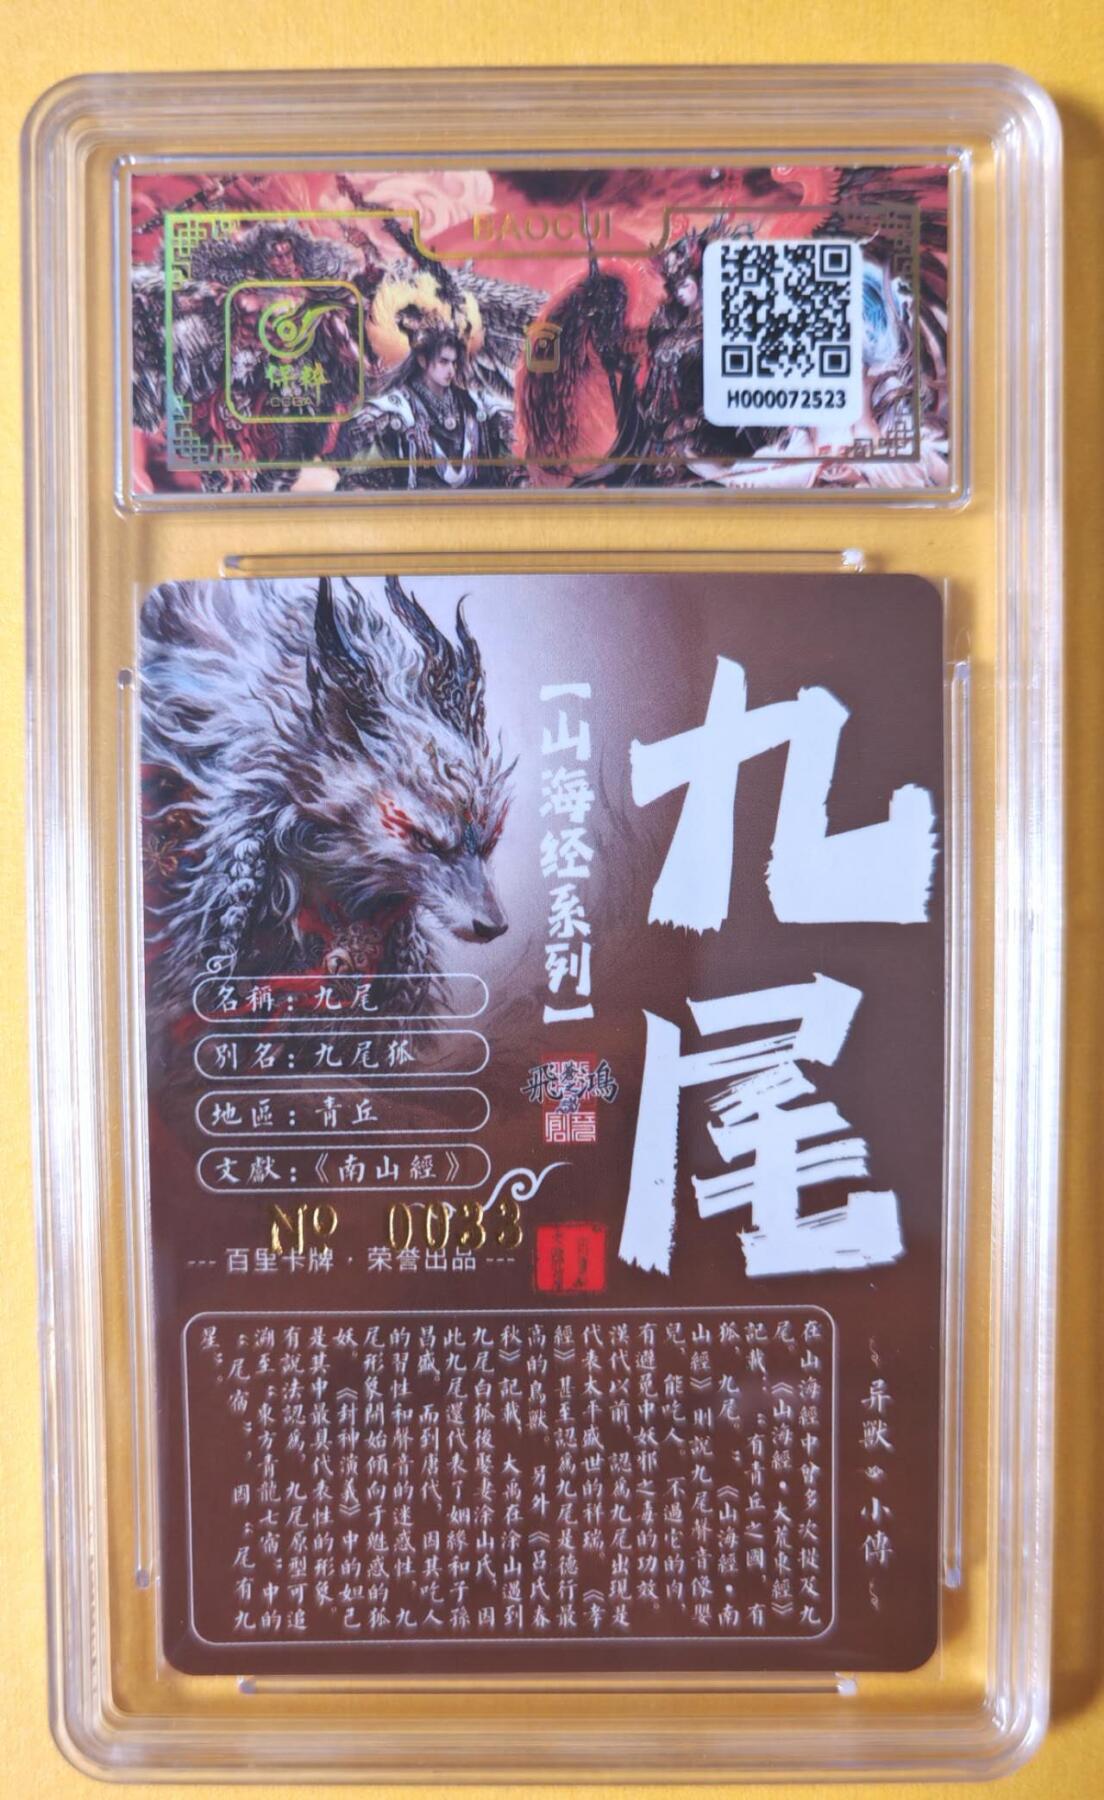 BAOCUI
保粹
CCGA
H000072523
九尾
【山海经系列】
飛鴻
名稱：九尾
別名：九尾狐
地區：青丘
文獻：《南山經》
№ 0033
--- 百里卡牌·荣誉出品 ---
异獸 小傳
在山海經中曾多次提及九
尾。《山海經·大荒東經》
記載：“有青丘之國，有
狐，九尾。”《山海經·南
山經》則說九尾聲音像嬰
兒，能吃人。不過它的肉，
有避免中妖邪之毒的功效。
漢代以前，認爲九尾出現是
代表太平盛世的祥瑞。《孝
經》甚至認爲九尾是德行最
高的鳥獸。另外《呂氏春
秋》記載，大禹在涂山遇到
九尾白狐後娶妻涂山氏，因
此九尾還代表了姻緣和子孫
昌盛。而到唐代，因其吃人
的習性和聲音的迷惑性，九
尾形象開始傾向于魅惑的狐
妖。《封神演義》中的妲己
是其中最具代表性的形象。
有說法認爲，九尾原型可追
溯至“東方青龍七宿”中的
“尾宿”，因“尾有九
星”。